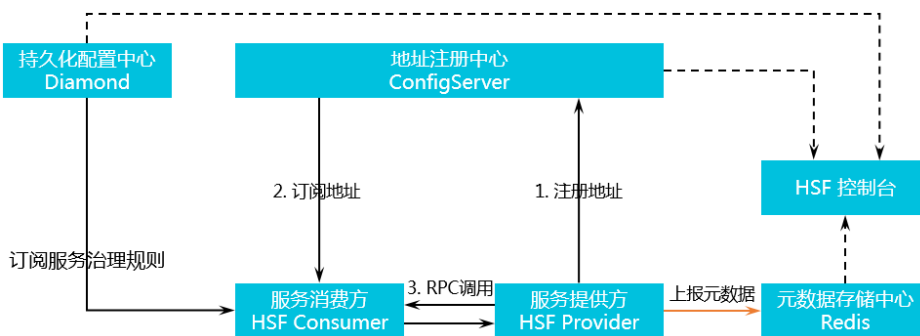 持久化配置中心
Diamond
地址注册中心
ConfigServer
HSF 控制台
2. 订阅地址
1. 注册地址
订阅服务治理规则
服务消费方
HSF Consumer
3. RPC调用
服务提供方
HSF Provider
上报元数据
元数据存储中心
Redis